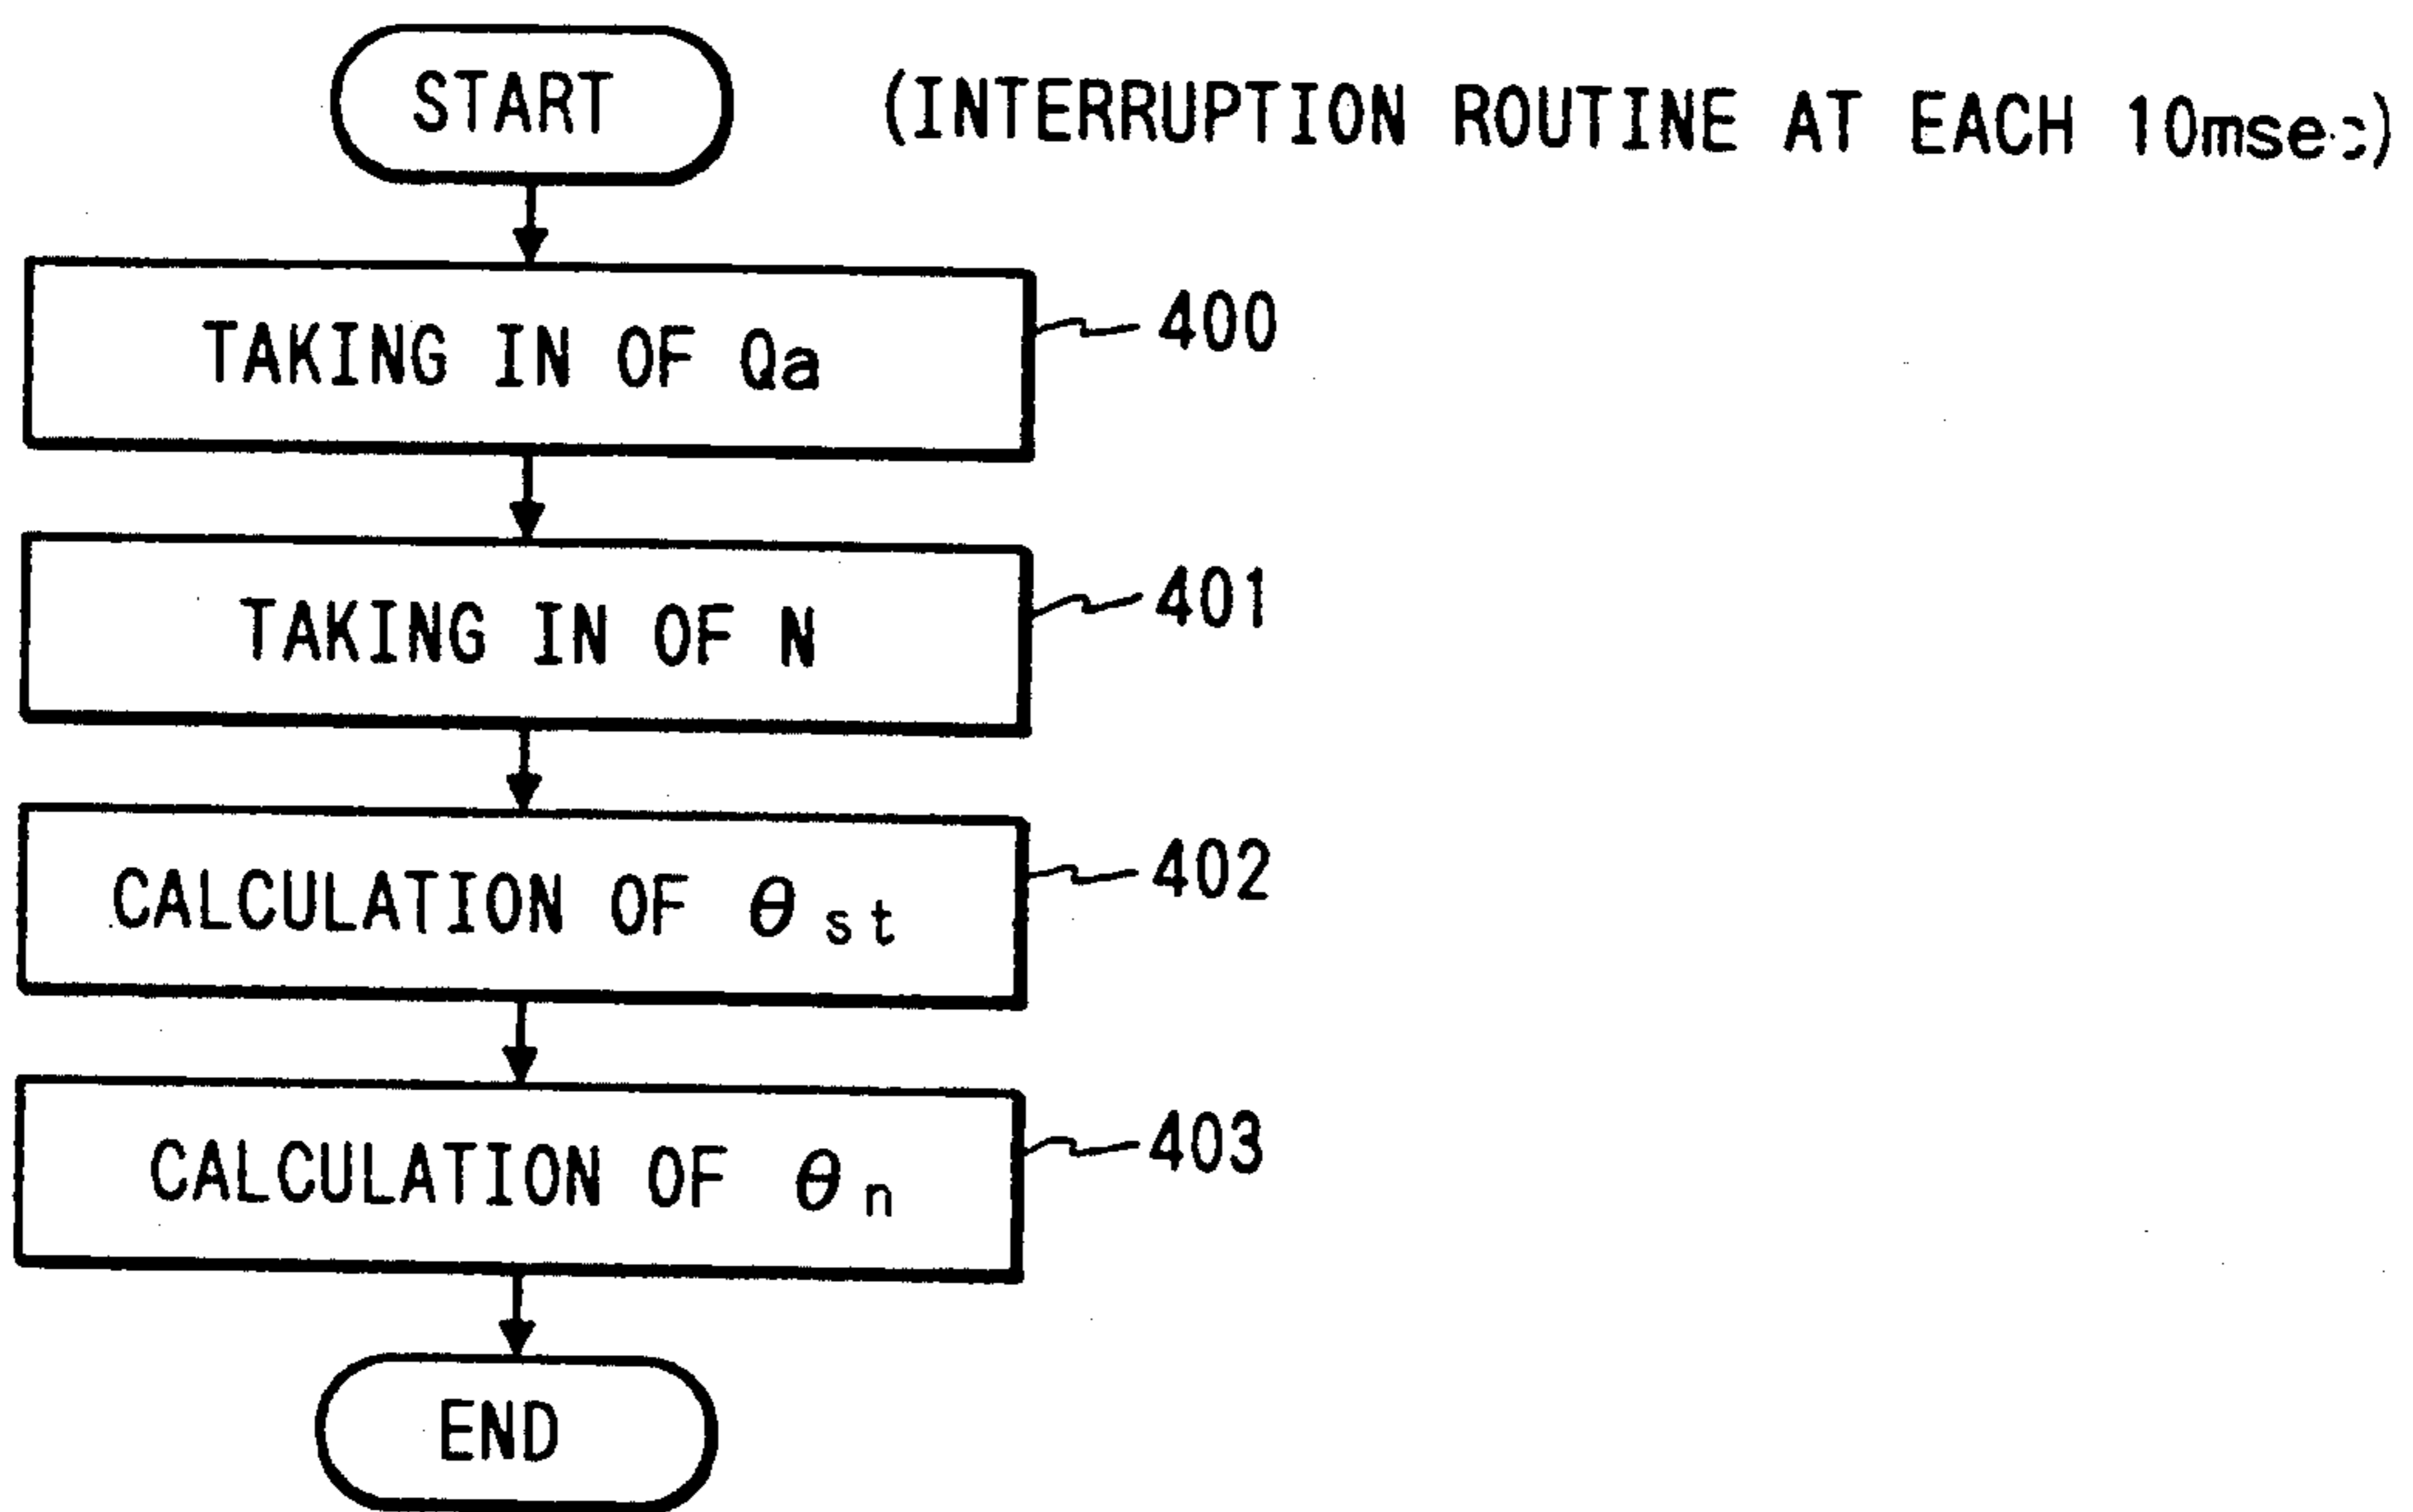 START
(INTERRUPTION ROUTINE AT EACH 10msec)
TAKING IN OF Qa
400
TAKING IN OF N
401
CALCULATION OF θst
402
CALCULATION OF θn
403
END